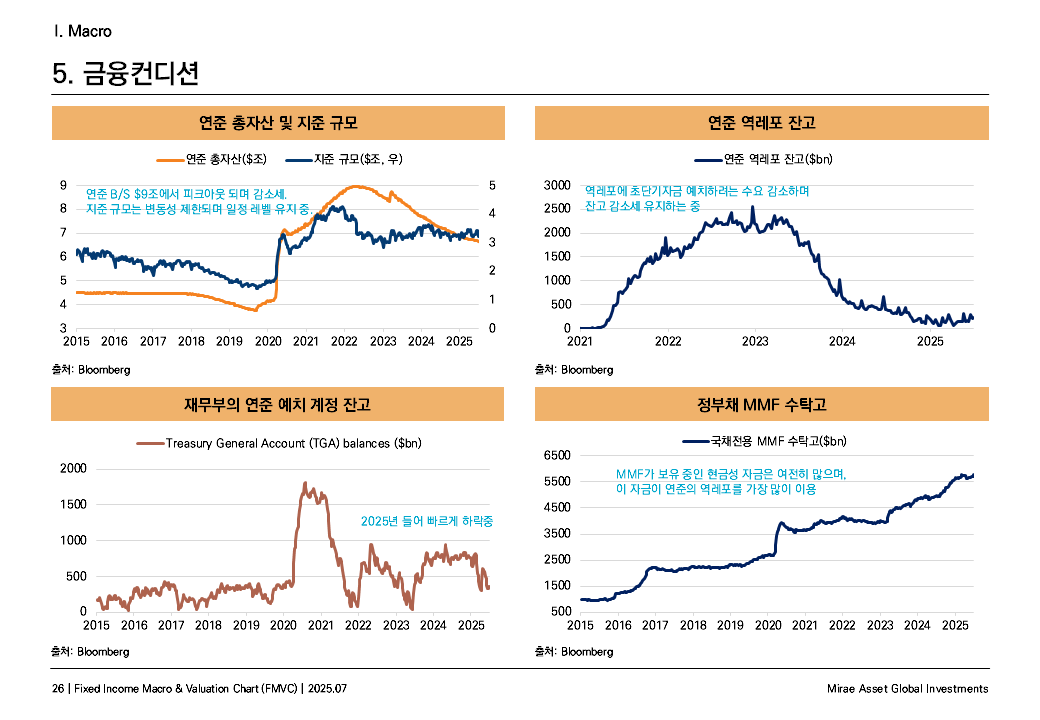 I. Macro
5. 금융컨디션
연준 총자산 및 지준 규모
연준 총자산($조) 지준 규모($조, 우)
연준 B/S $9조에서 피크아웃 되며 감소세.
지준 규모는 변동성 제한되며 일정 레벨 유지 중.
9
8
7
6
5
4
3
5
4
3
2
1
0
2015 2016 2017 2018 2019 2020 2021 2022 2023 2024 2025
출처: Bloomberg
연준 역레포 잔고
연준 역레포 잔고($bn)
역레포에 초단기자금 예치하려는 수요 감소하며
잔고 감소세 유지하는 중
3000
2500
2000
1500
1000
500
0
2021 2022 2023 2024 2025
출처: Bloomberg
재무부의 연준 예치 계정 잔고
Treasury General Account (TGA) balances ($bn)
2025년 들어 빠르게 하락중
2000
1500
1000
500
0
2015 2016 2017 2018 2019 2020 2021 2022 2023 2024 2025
출처: Bloomberg
정부채 MMF 수탁고
국채전용 MMF 수탁고($bn)
MMF가 보유 중인 현금성 자금은 여전히 많으며,
이 자금이 연준의 역레포를 가장 많이 이용
6500
5500
4500
3500
2500
1500
500
2015 2016 2017 2018 2019 2020 2021 2022 2023 2024 2025
출처: Bloomberg
26 | Fixed Income Macro & Valuation Chart (FMVC) | 2025.07
Mirae Asset Global Investments